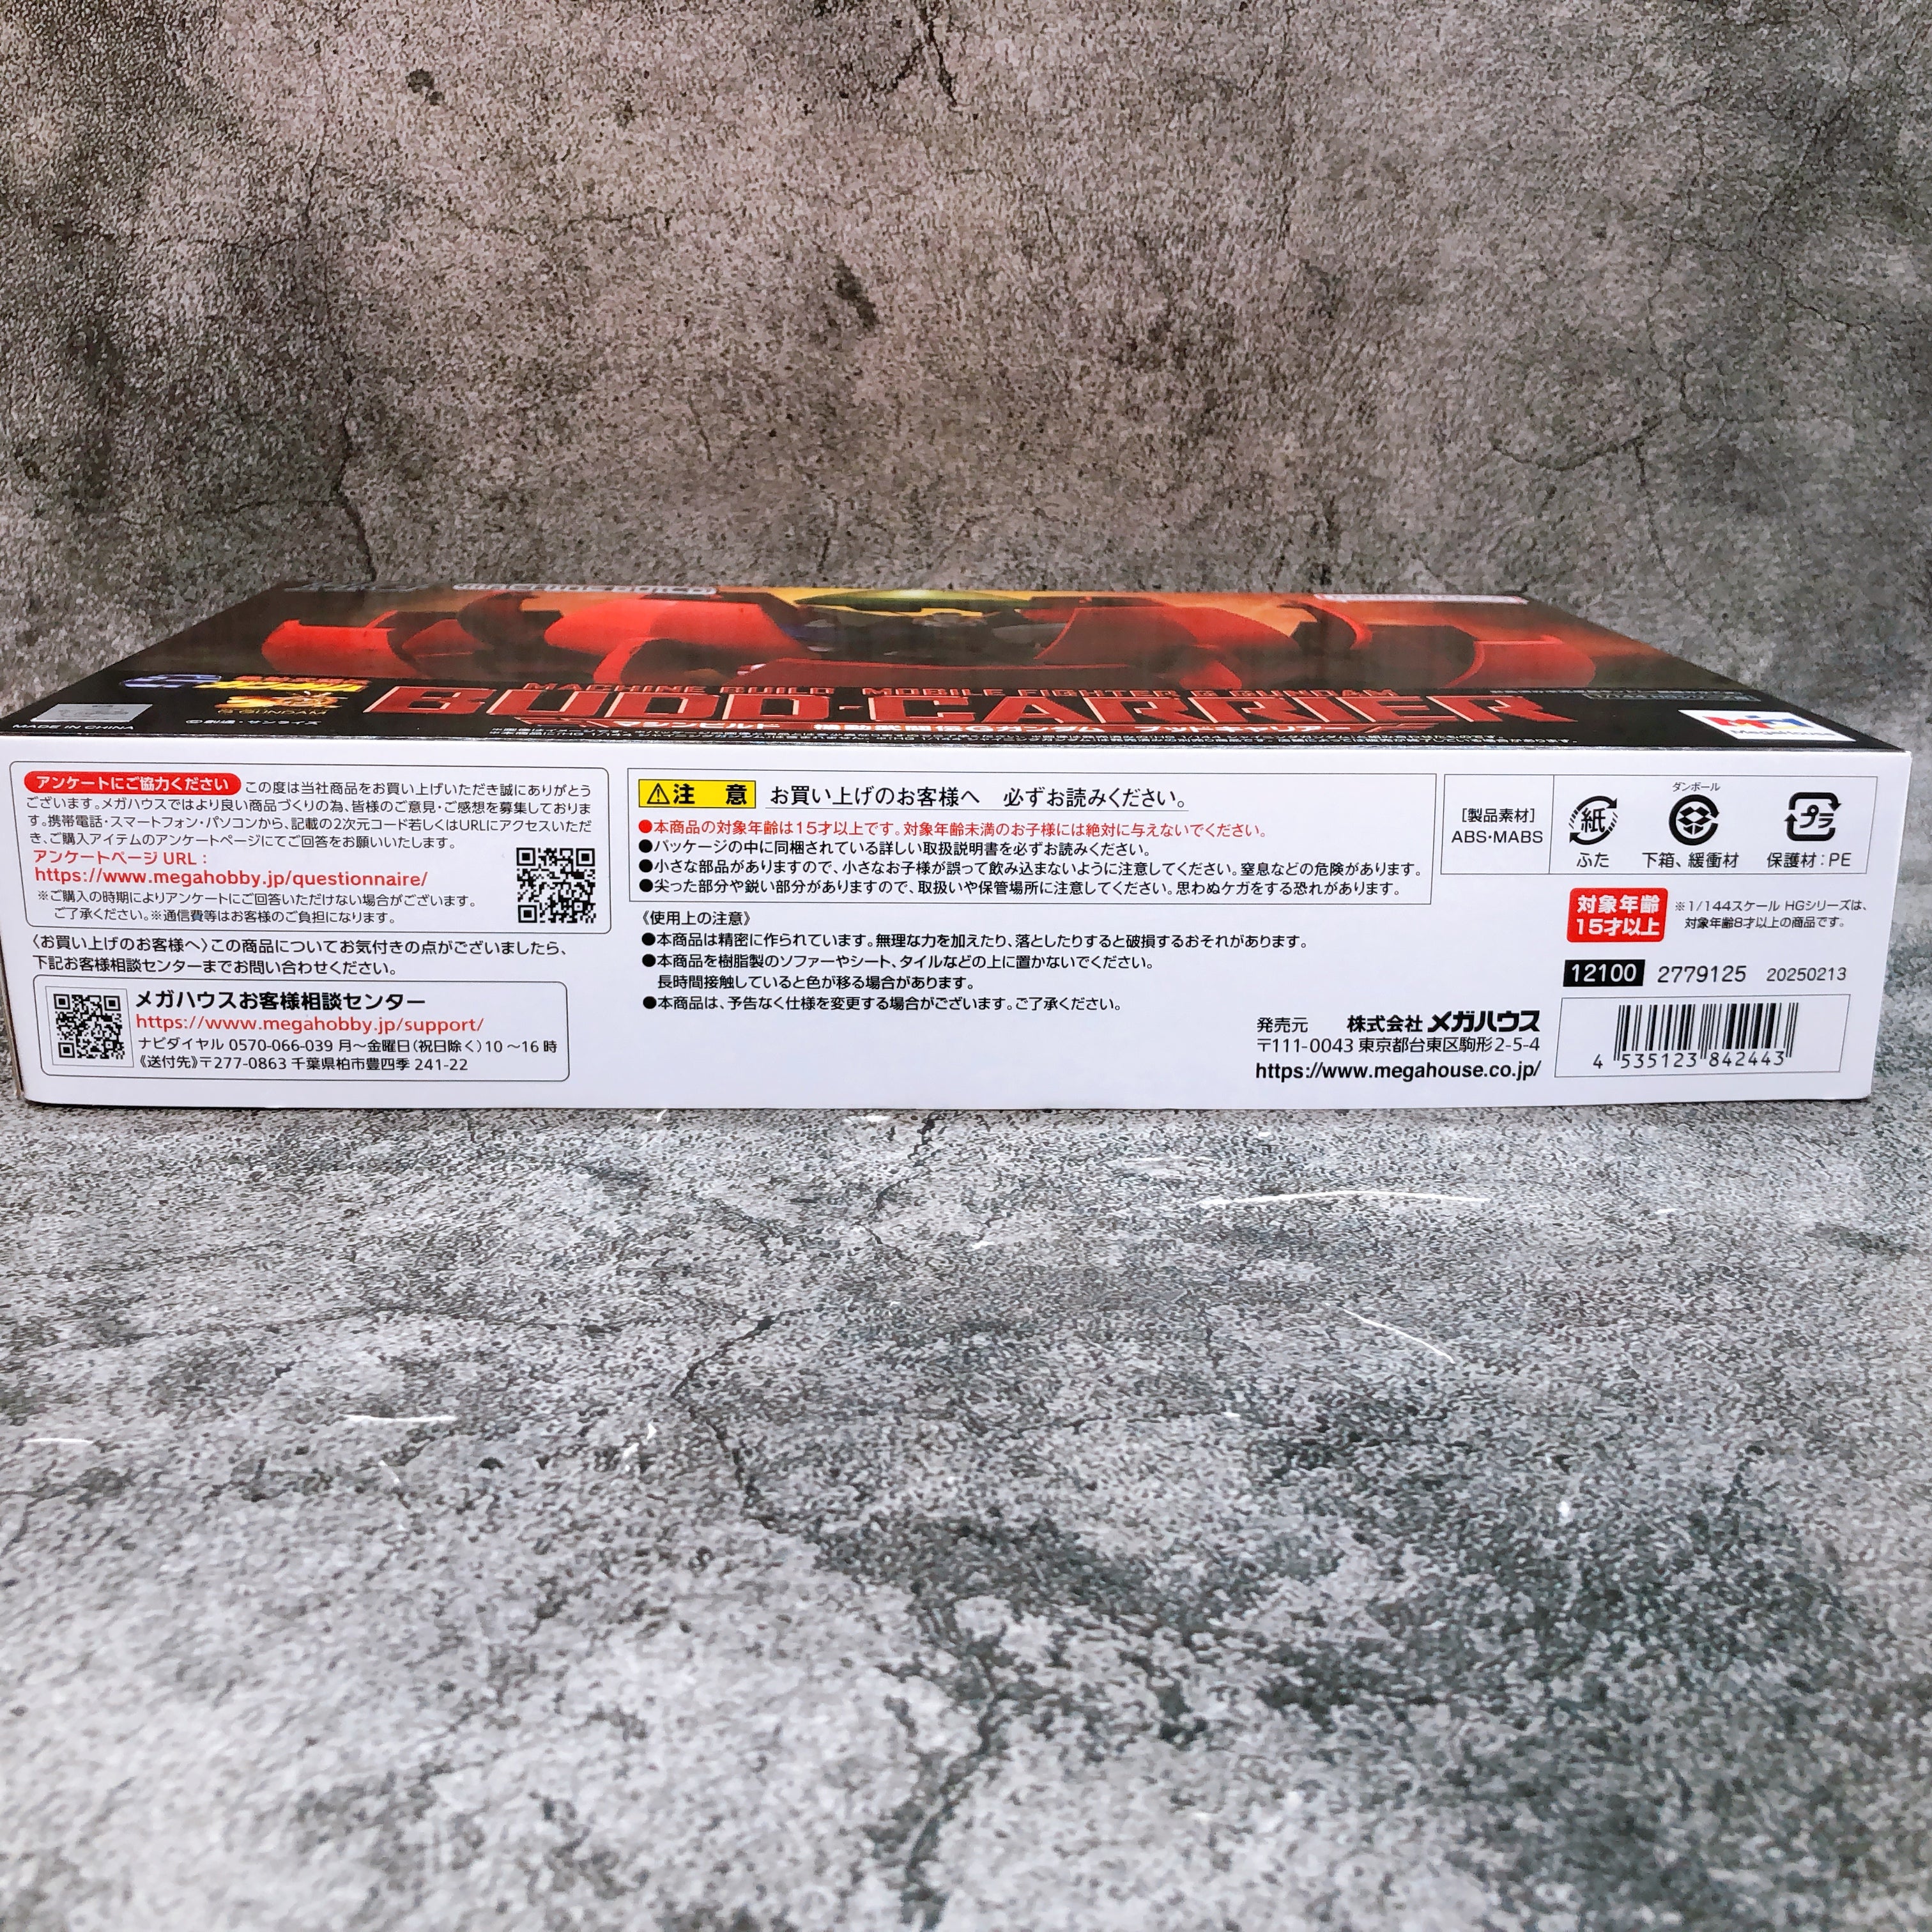 MACHINE BUILD MOBILE FIGHTER G GUNDAM
BUDD-CARRIER
MADE IN CHINA
©創通・サンライズ
MegaHouse
アンケートにご協力ください この度は当社商品をお買い上げいただき誠にありがとう
ございます。メガハウスではより良い商品づくりの為、皆様のご意見・ご感想を募集しておりま
す。携帯電話・スマートフォン・パソコンから、記載の2次元コード若しくはURLにアクセスいただ
き、ご購入アイテムのアンケートページにてご回答をお願いいたします。
アンケートページ URL：
https://www.megahobby.jp/questionnaire/
※ご購入の時期によりアンケートにご回答いただけない場合がございます。
ご了承ください。※通信費等はお客様のご負担になります。
〈お買い上げのお客様へ〉この商品についてお気付きの点がございましたら、
下記お客様相談センターまでお問い合わせください。
メガハウスお客様相談センター
https://www.megahobby.jp/support/
ナビダイヤル 0570-066-039 月〜金曜日（祝日除く）10 〜16 時
《送付先》〒277-0863 千葉県柏市豊四季 241-22
⚠注 意 お買い上げのお客様へ 必ずお読みください。
●本商品の対象年齢は15才以上です。対象年齢未満のお子様には絶対に与えないでください。
●パッケージの中に同梱されている詳しい取扱説明書を必ずお読みください。
●小さな部品がありますので、小さなお子様が誤って飲み込まないように注意してください。窒息などの危険があります。
●尖った部分や鋭い部分がありますので、取扱いや保管場所に注意してください。思わぬケガをする恐れがあります。
《使用上の注意》
●本商品は精密に作られています。無理な力を加えたり、落としたりすると破損するおそれがあります。
●本商品を樹脂製のソファーやシート、タイルなどの上に置かないでください。
長時間接触していると色が移る場合があります。
●本商品は、予告なく仕様を変更する場合がございます。ご了承ください。
発売元 株式会社 メガハウス
〒111-0043 東京都台東区駒形 2-5-4
https://www.megahouse.co.jp/
[製品素材]
ABS・MABS
紙
ふた
ダンボール
下箱、緩衝材
プラ
保護材：PE
対象年齢
15才以上
※1/144スケール HGシリーズは、
対象年齢8才以上の商品です。
12100 2779125 20250213
4 535123 842443